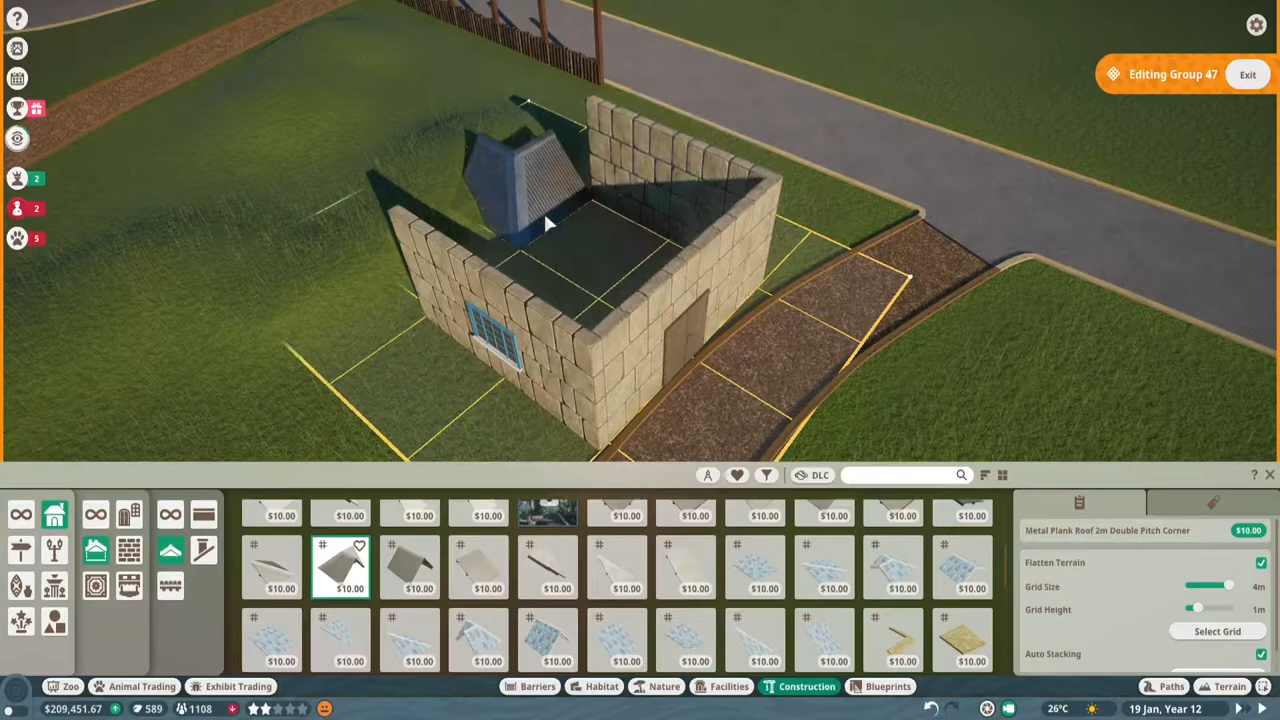 ?
Editing Group 47
Exit
2
2
5
DLC
?
$10.00 $10.00 $10.00 $10.00 $10.00 $10.00 $10.00 $10.00 $10.00 $10.00
Metal Plank Roof 2m Double Pitch Corner
$10.00
# # # # # # # # # # #
$10.00 $10.00 $10.00 $10.00 $10.00 $10.00 $10.00 $10.00 $10.00 $10.00 $10.00
Flatten Terrain
Grid Size
4m
Grid Height
1m
Select Grid
# # # # # # # # # # #
$10.00 $10.00 $10.00 $10.00 $10.00 $10.00 $10.00 $10.00 $10.00 $10.00 $10.00
Auto Stacking
Zoo
Animal Trading
Exhibit Trading
Barriers
Habitat
Nature
Facilities
Construction
Blueprints
Paths
Terrain
$209,451.67
589
1108
26°C
19 Jan, Year 12